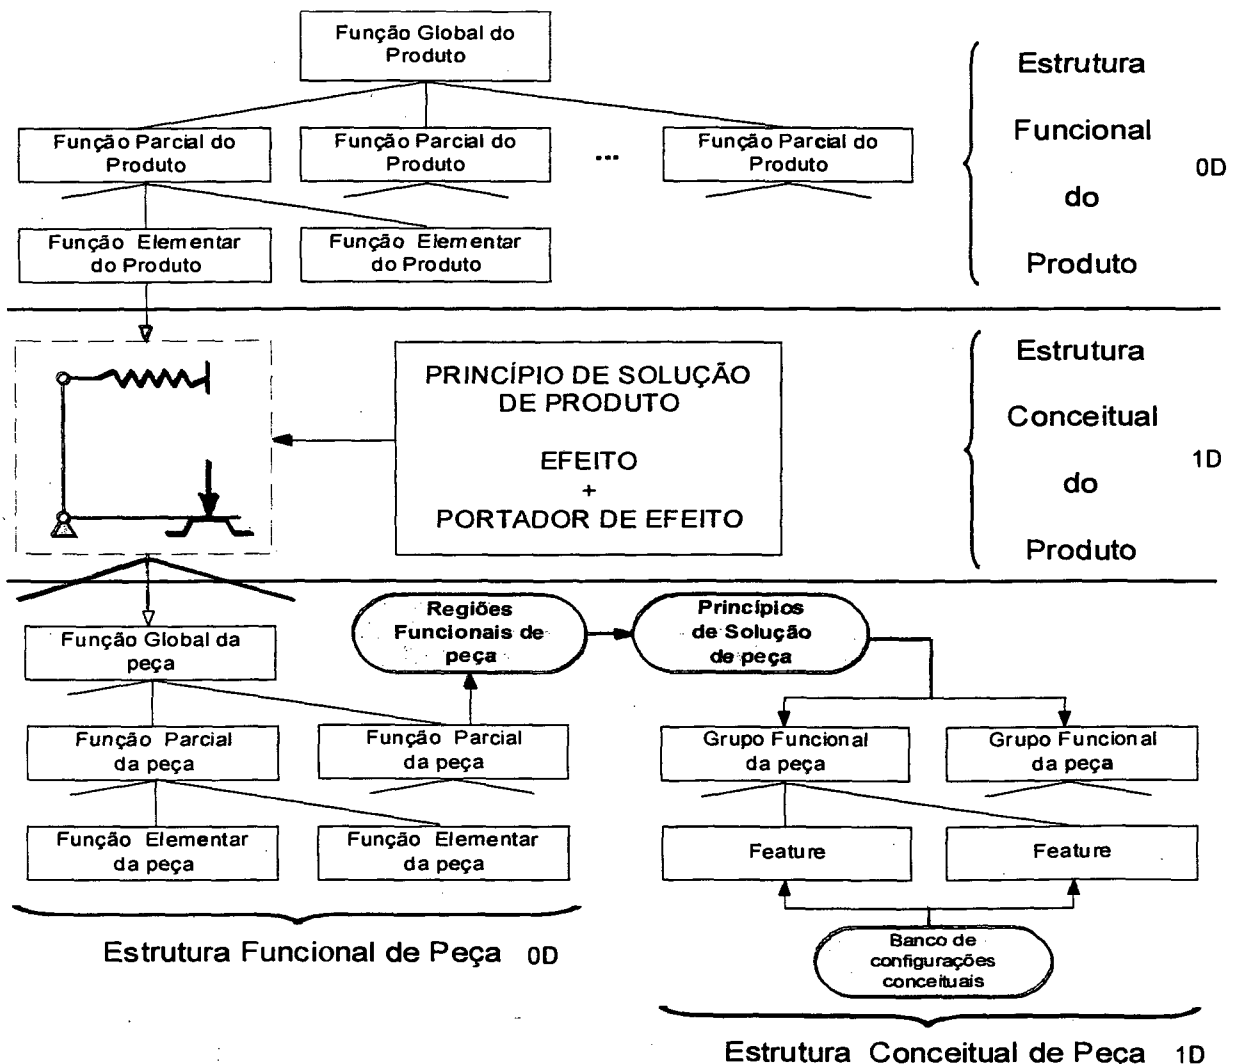 Função Global do
Produto
Função Parcial do
Produto
Função Parcial do
Produto
...
Função Parcial do
Produto
Função Elementar
do Produto
Função Elementar
do Produto
Estrutura
Funcional
do
Produto
0D
PRINCÍPIO DE SOLUÇÃO
DE PRODUTO
EFEITO
+
PORTADOR DE EFEITO
Estrutura
Conceitual
do
Produto
1D
Função Global da
peça
Regiões
Funcionais de
peça
Princípios
de Solução
de peça
Função Parcial
da peça
Função Parcial
da peça
Função Elementar
da peça
Função Elementar
da peça
Estrutura Funcional de Peça 0D
Grupo Funcional
da peça
Grupo Funcional
da peça
Feature
Feature
Banco de
configurações
conceituais
Estrutura Conceitual de Peça 1D